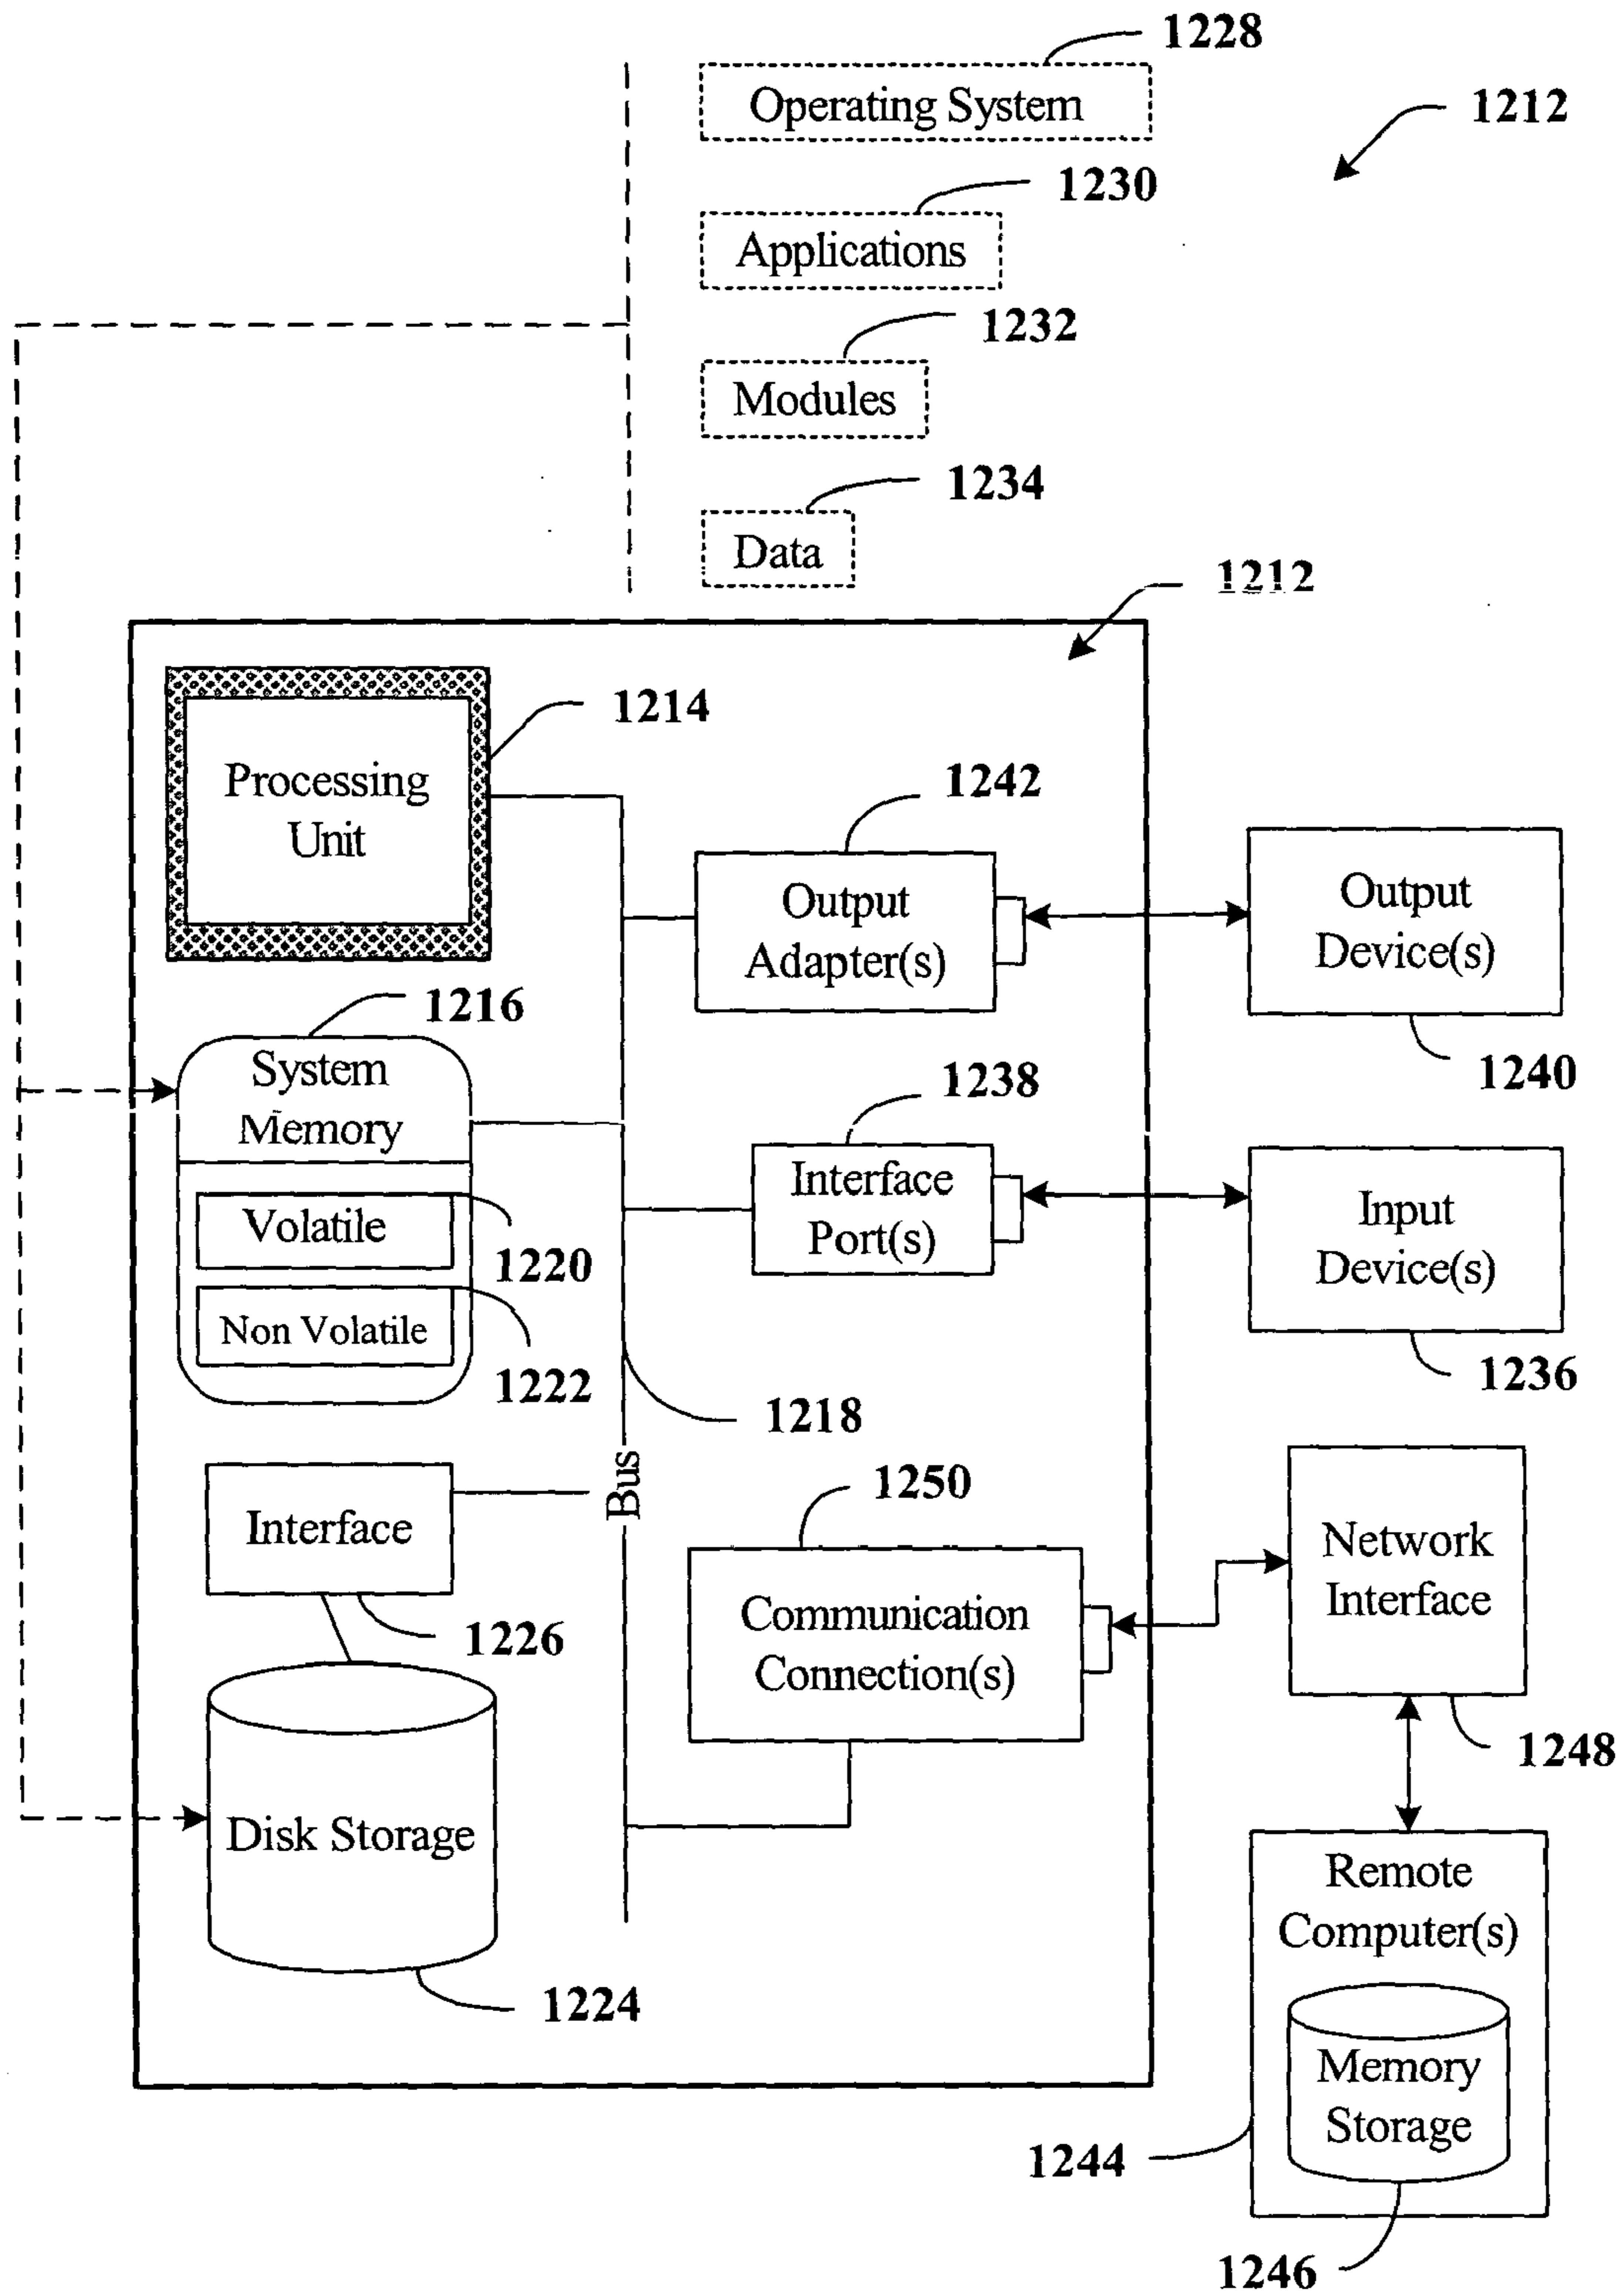 1228
Operating System
1212
1230
Applications
1232
Modules
1234
Data
1212
1214
Processing
Unit
1242
Output
Adapter(s)
Output
Device(s)
1240
1216
System
Memory
1238
Interface
Port(s)
Input
Device(s)
1236
Volatile
1220
Non Volatile
1222
1218
Bus
Interface
1226
1250
Communication
Connection(s)
Network
Interface
1248
Disk Storage
1224
Remote
Computer(s)
Memory
Storage
1244
1246